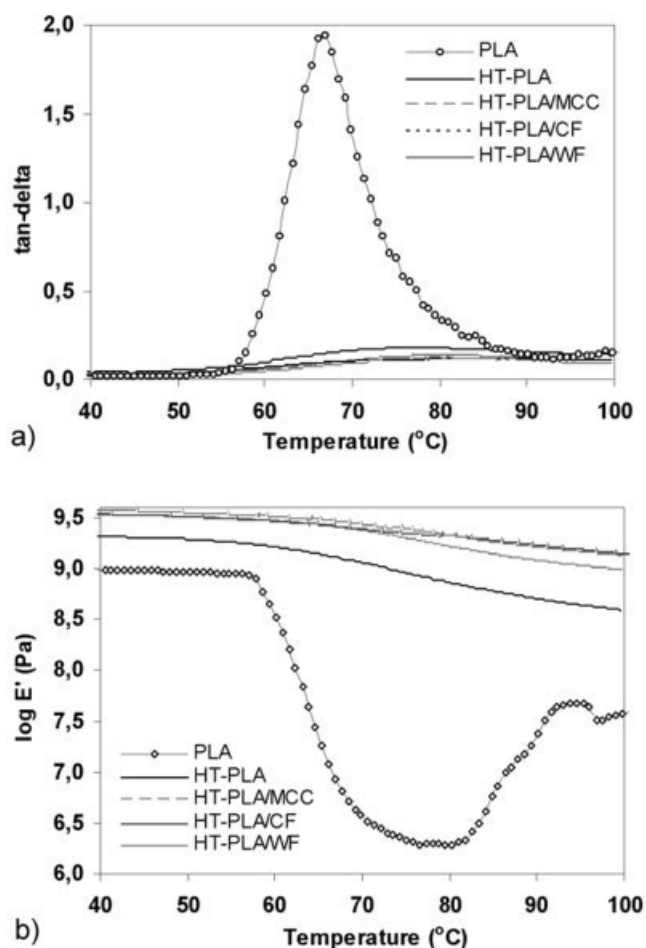 2,0
1,5
1,0
0,5
0,0
tan-delta
PLA
HT-PLA
HT-PLA/MCC
HT-PLA/CF
HT-PLA/WF
40 50 60 70 80 90 100
Temperature (°C)
a)
9,5
9,0
8,5
8,0
7,5
7,0
6,5
6,0
log E' (Pa)
PLA
HT-PLA
HT-PLA/MCC
HT-PLA/CF
HT-PLA/WF
40 50 60 70 80 90 100
Temperature (°C)
b)